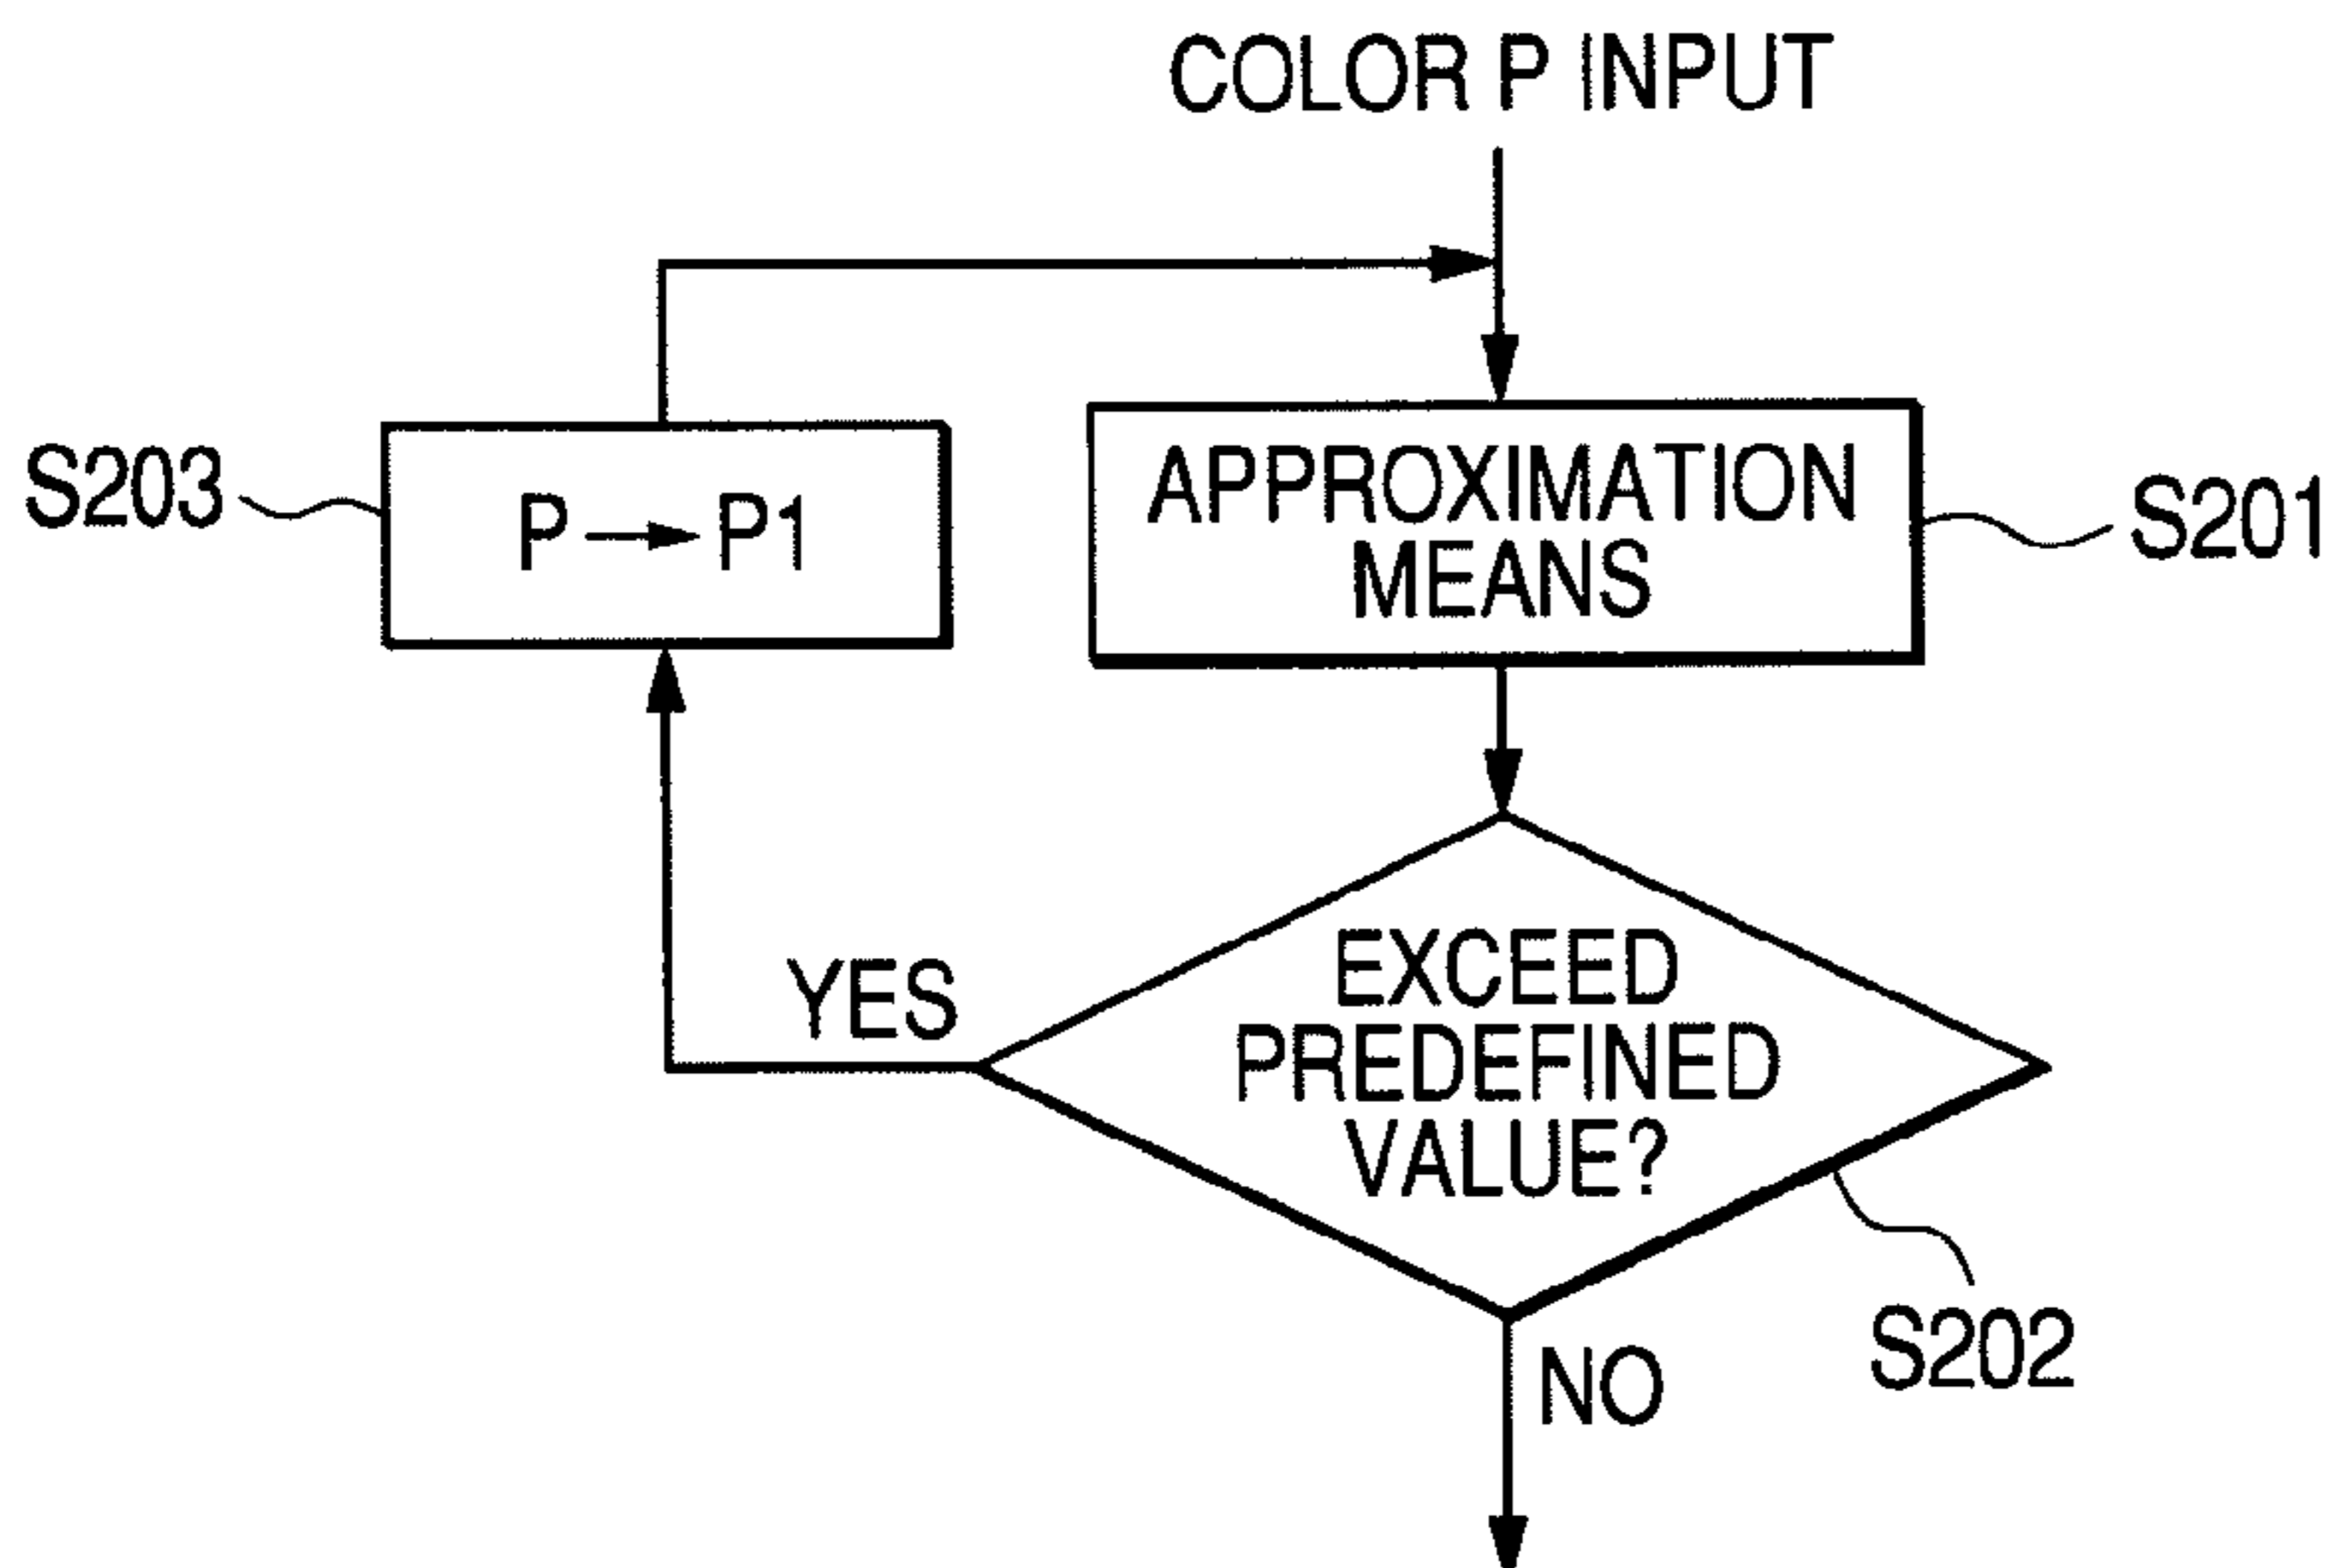 COLOR P INPUT
S203
P → P1
APPROXIMATION
MEANS
S201
YES
EXCEED
PREDEFINED
VALUE?
S202
NO